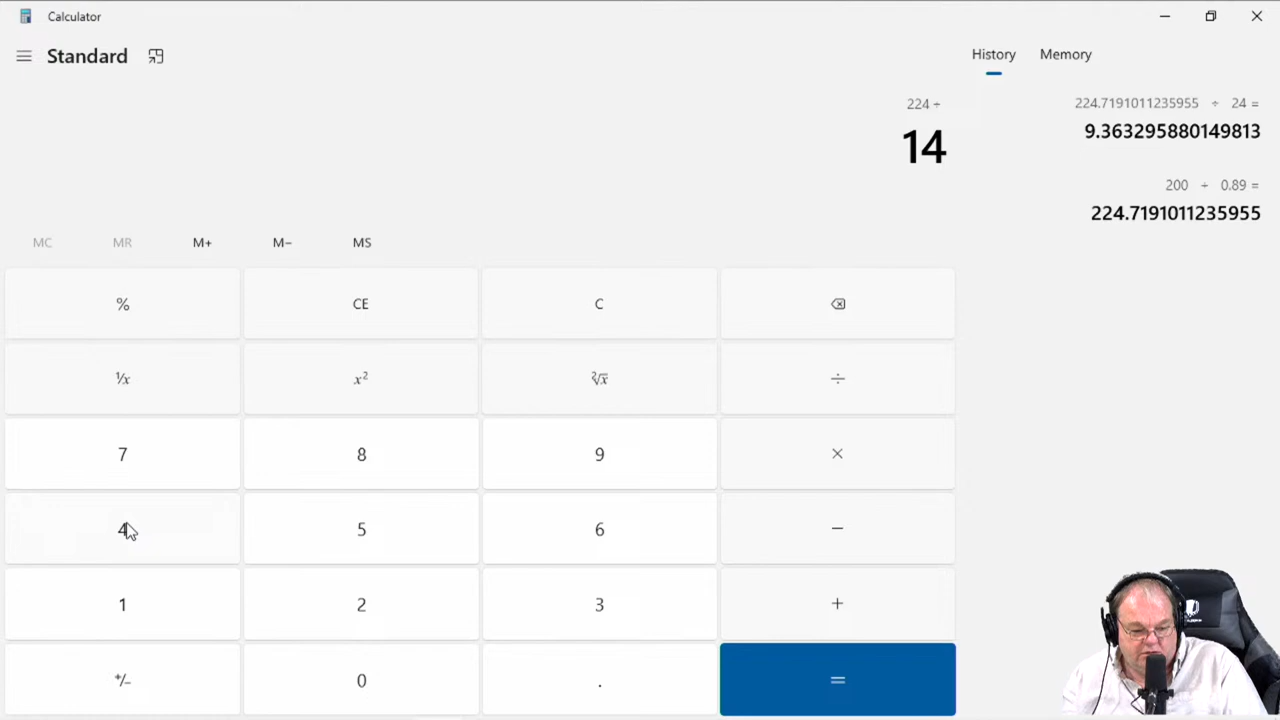 Calculator
Standard
History Memory
224 ÷
14
224.7191011235955 ÷ 24 =
9.363295880149813
200 ÷ 0.89 =
224.7191011235955
MC MR M+ M− MS
% CE C
¹/x x² ²√x ÷
7 8 9 ×
4 5 6 −
1 2 3 +
+/− 0 . =